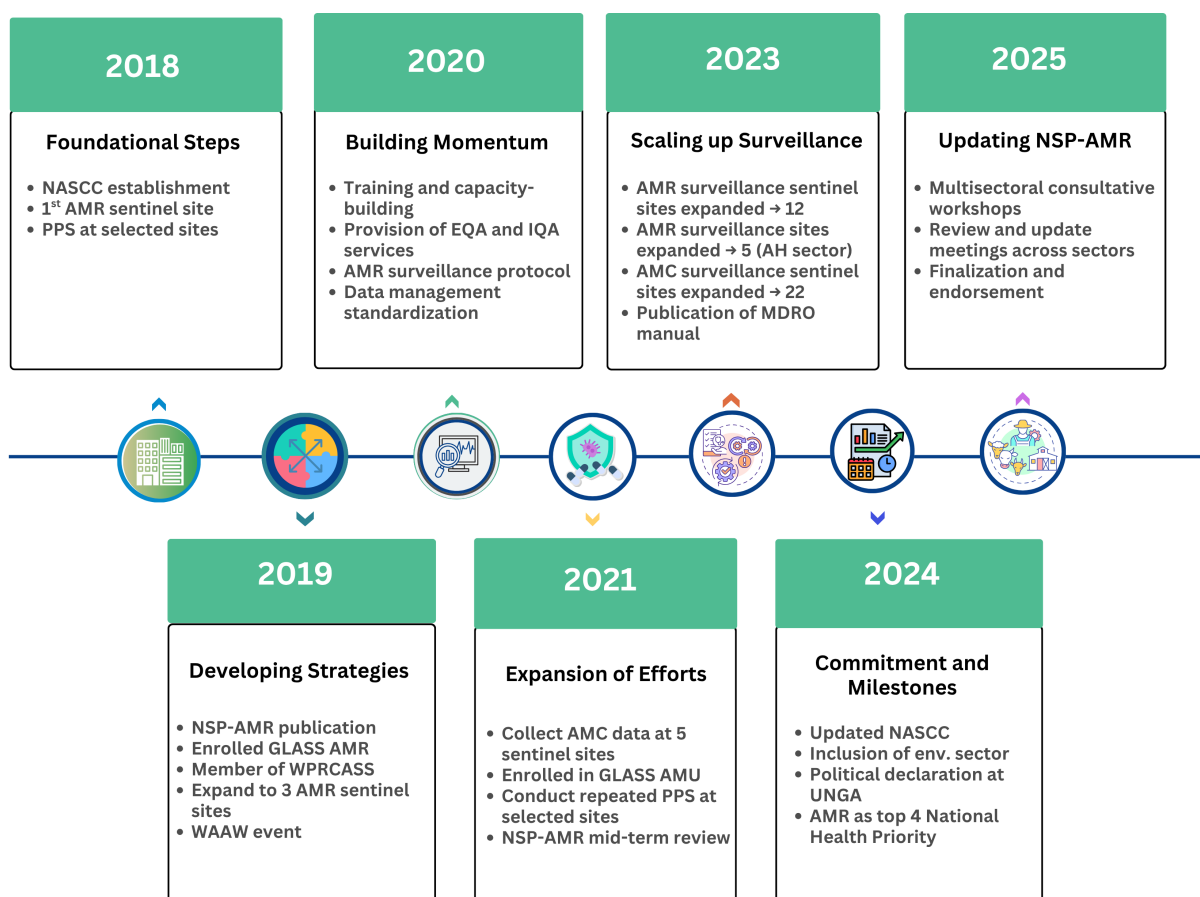 2018
Foundational Steps
• NASCC establishment
• 1st AMR sentinel site
• PPS at selected sites
2020
Building Momentum
• Training and capacity-
building
• Provision of EQA and IQA
services
• AMR surveillance protocol
• Data management
standardization
2023
Scaling up Surveillance
• AMR surveillance sentinel
sites expanded → 12
• AMR surveillance sites
expanded → 5 (AH sector)
• AMC surveillance sentinel
sites expanded → 22
• Publication of MDRO
manual
2025
Updating NSP-AMR
• Multisectoral consultative
workshops
• Review and update
meetings across sectors
• Finalization and
endorsement
2019
Developing Strategies
• NSP-AMR publication
• Enrolled GLASS AMR
• Member of WPRCASS
• Expand to 3 AMR sentinel
sites
• WAAW event
2021
Expansion of Efforts
• Collect AMC data at 5
sentinel sites
• Enrolled in GLASS AMU
• Conduct repeated PPS at
selected sites
• NSP-AMR mid-term review
2024
Commitment and
Milestones
• Updated NASCC
• Inclusion of env. sector
• Political declaration at
UNGA
• AMR as top 4 National
Health Priority